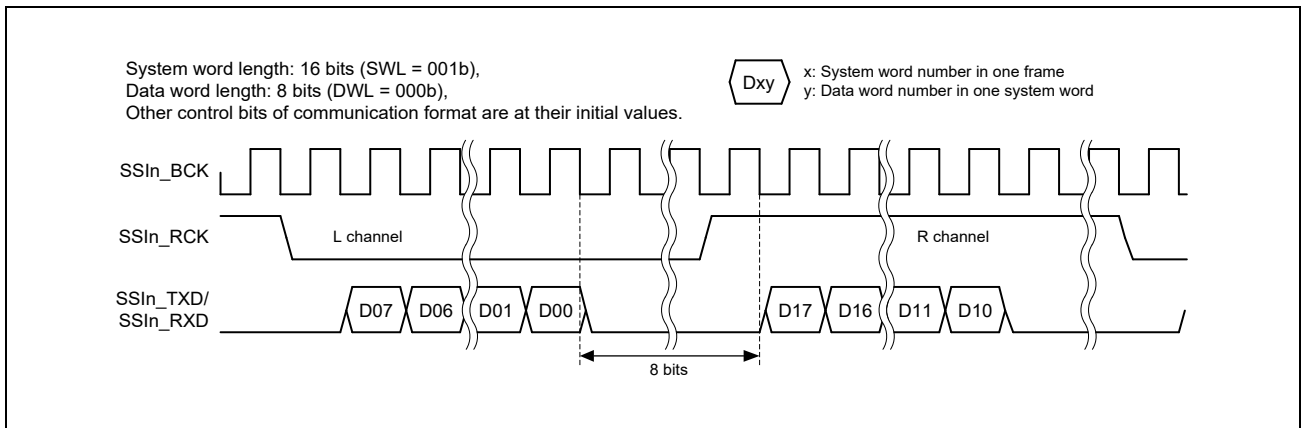 System word length: 16 bits (SWL = 001b),
Data word length: 8 bits (DWL = 000b),
Other control bits of communication format are at their initial values.
Dxy
x: System word number in one frame
y: Data word number in one system word
SSIn_BCK
SSIn_RCK
L channel
R channel
SSIn_TXD/
SSIn_RXD
D07 D06 D01 D00 D17 D16 D11 D10
8 bits